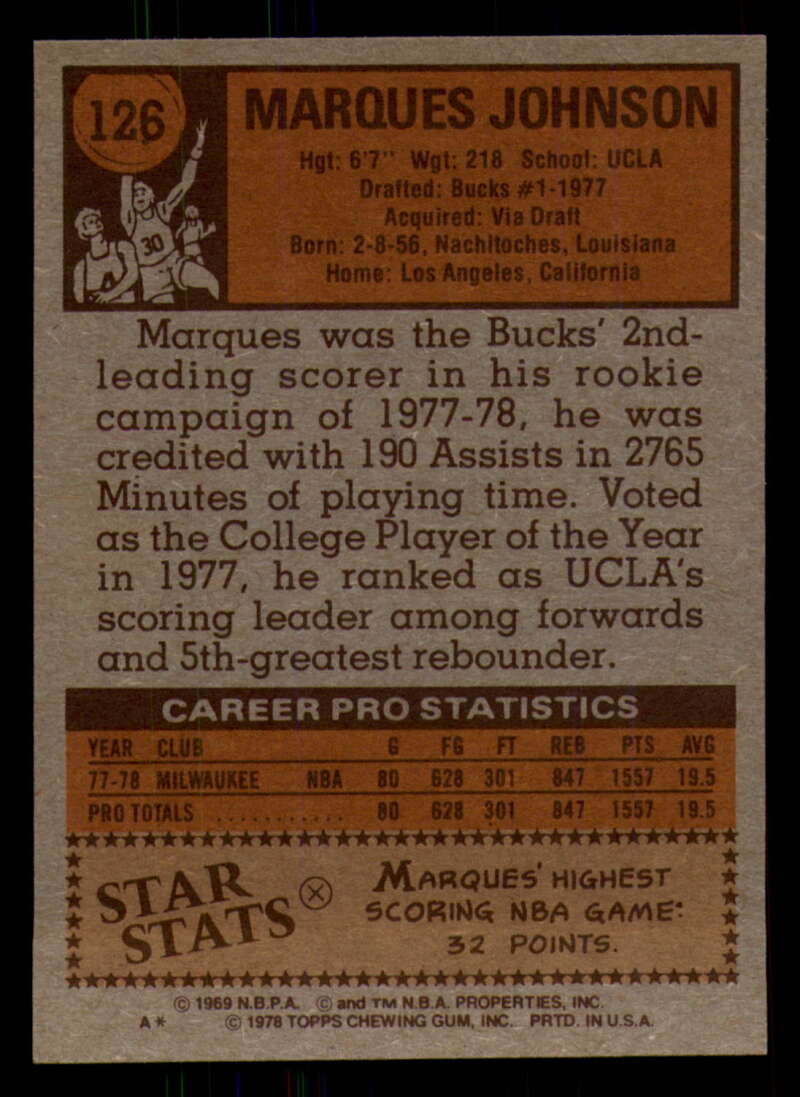 126
MARQUES JOHNSON
Hgt: 6'7" Wgt: 218 School: UCLA
Drafted: Bucks #1-1977
Acquired: Via Draft
Born: 2-8-56, Nachitoches, Louisiana
Home: Los Angeles, California
30
Marques was the Bucks' 2nd-
leading scorer in his rookie
campaign of 1977-78, he was
credited with 190 Assists in 2765
Minutes of playing time. Voted
as the College Player of the Year
in 1977, he ranked as UCLA's
scoring leader among forwards
and 5th-greatest rebounder.
CAREER PRO STATISTICS
YEAR CLUB G FG FT REB PTS AVG
77-78 MILWAUKEE NBA 80 628 301 847 1557 19.5
PRO TOTALS ........... 80 628 301 847 1557 19.5
STAR
STATS
MARQUES' HIGHEST
SCORING NBA GAME:
32 POINTS.
© 1969 N.B.P.A. © and TM N.B.A. PROPERTIES, INC.
A* © 1978 TOPPS CHEWING GUM, INC. PRTD. IN U.S.A.